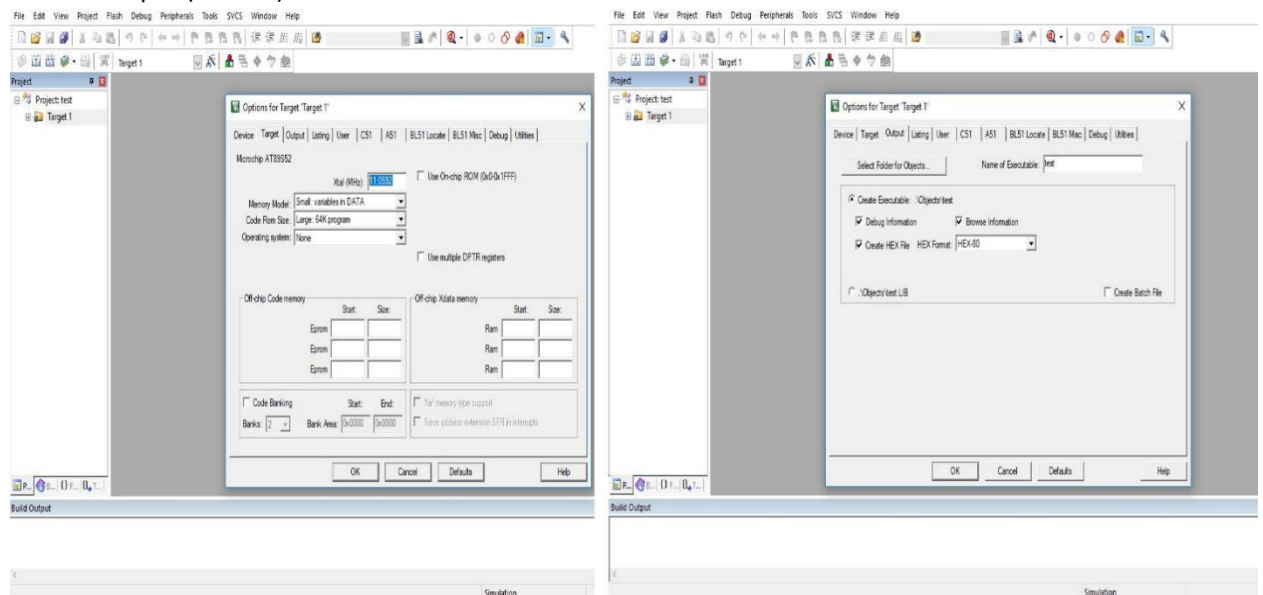 File Edit View Project Flash Debug Peripherals Tools SVCS Window Help
Target 1
Project
Project: test
Target 1
Options for Target 'Target 1'
Device Target Output Listing User C51 A51 BL51 Locate BL51 Misc Debug Utilities
Microchip AT89S52
Xtal (MHz): 11.0592
Use On-chip ROM (0x0-0x1FFF)
Memory Model: Small: variables in DATA
Code Rom Size: Large: 64K program
Operating system: None
Use multiple DPTR registers
Off-chip Code memory
Start: Size:
Eprom
Eprom
Eprom
Off-chip Xdata memory
Start: Size:
Ram
Ram
Ram
Code Banking
Start: End:
Banks: 2 Bank Area: 0x0000 0x0000
'far' memory type support
Save address extension SFR in interrupts
OK Cancel Defaults Help
P... B... {} F... T...
Build Output
Simulation
File Edit View Project Flash Debug Peripherals Tools SVCS Window Help
Target 1
Project
Project: test
Target 1
Options for Target 'Target 1'
Device Target Output Listing User C51 A51 BL51 Locate BL51 Misc Debug Utilities
Select Folder for Objects... Name of Executable: test
Create Executable: .\Objects\test
Debug Information Browse Information
Create HEX File HEX Format: HEX-80
.\Objects\test.LIB Create Batch File
OK Cancel Defaults Help
P... B... {} F... T...
Build Output
Simulation